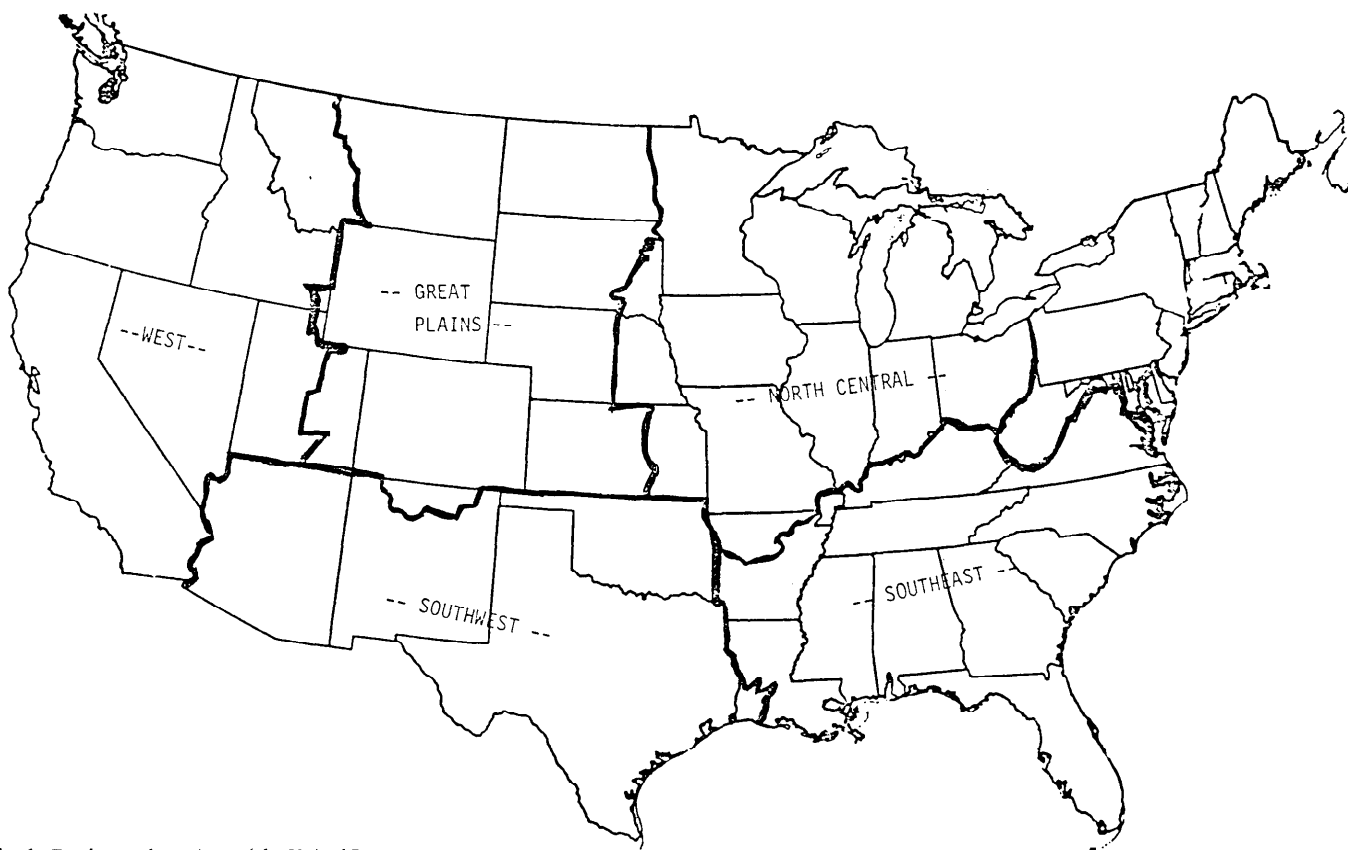 -- GREAT
PLAINS --
--WEST--
-- NORTH CENTRAL --
-- SOUTHEAST --
-- SOUTHWEST --